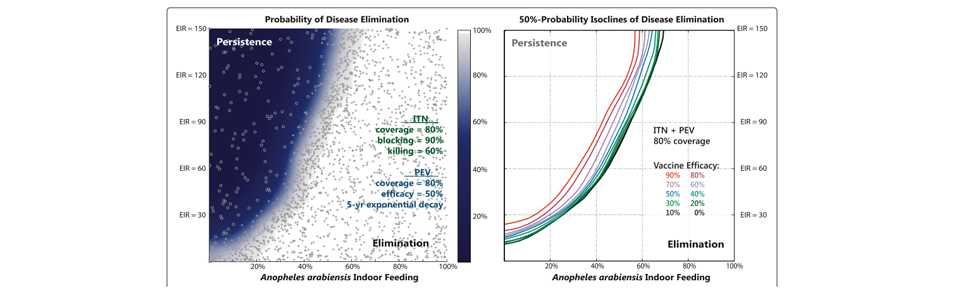 Probability of Disease Elimination
EIR = 150
EIR = 120
EIR = 90
EIR = 60
EIR = 30
Persistence
ITN
coverage = 80%
blocking = 90%
killing = 60%
PEV
coverage = 80%
efficacy = 50%
5-yr exponential decay
Elimination
20%
40%
60%
80%
100%
Anopheles arabiensis Indoor Feeding
100%
80%
60%
40%
20%
50%-Probability Isoclines of Disease Elimination
Persistence
ITN + PEV
80% coverage
Vaccine Efficacy:
90% 80%
70% 60%
50% 40%
30% 20%
10% 0%
Elimination
EIR = 150
EIR = 120
EIR = 90
EIR = 60
EIR = 30
20%
40%
60%
80%
100%
Anopheles arabiensis Indoor Feeding